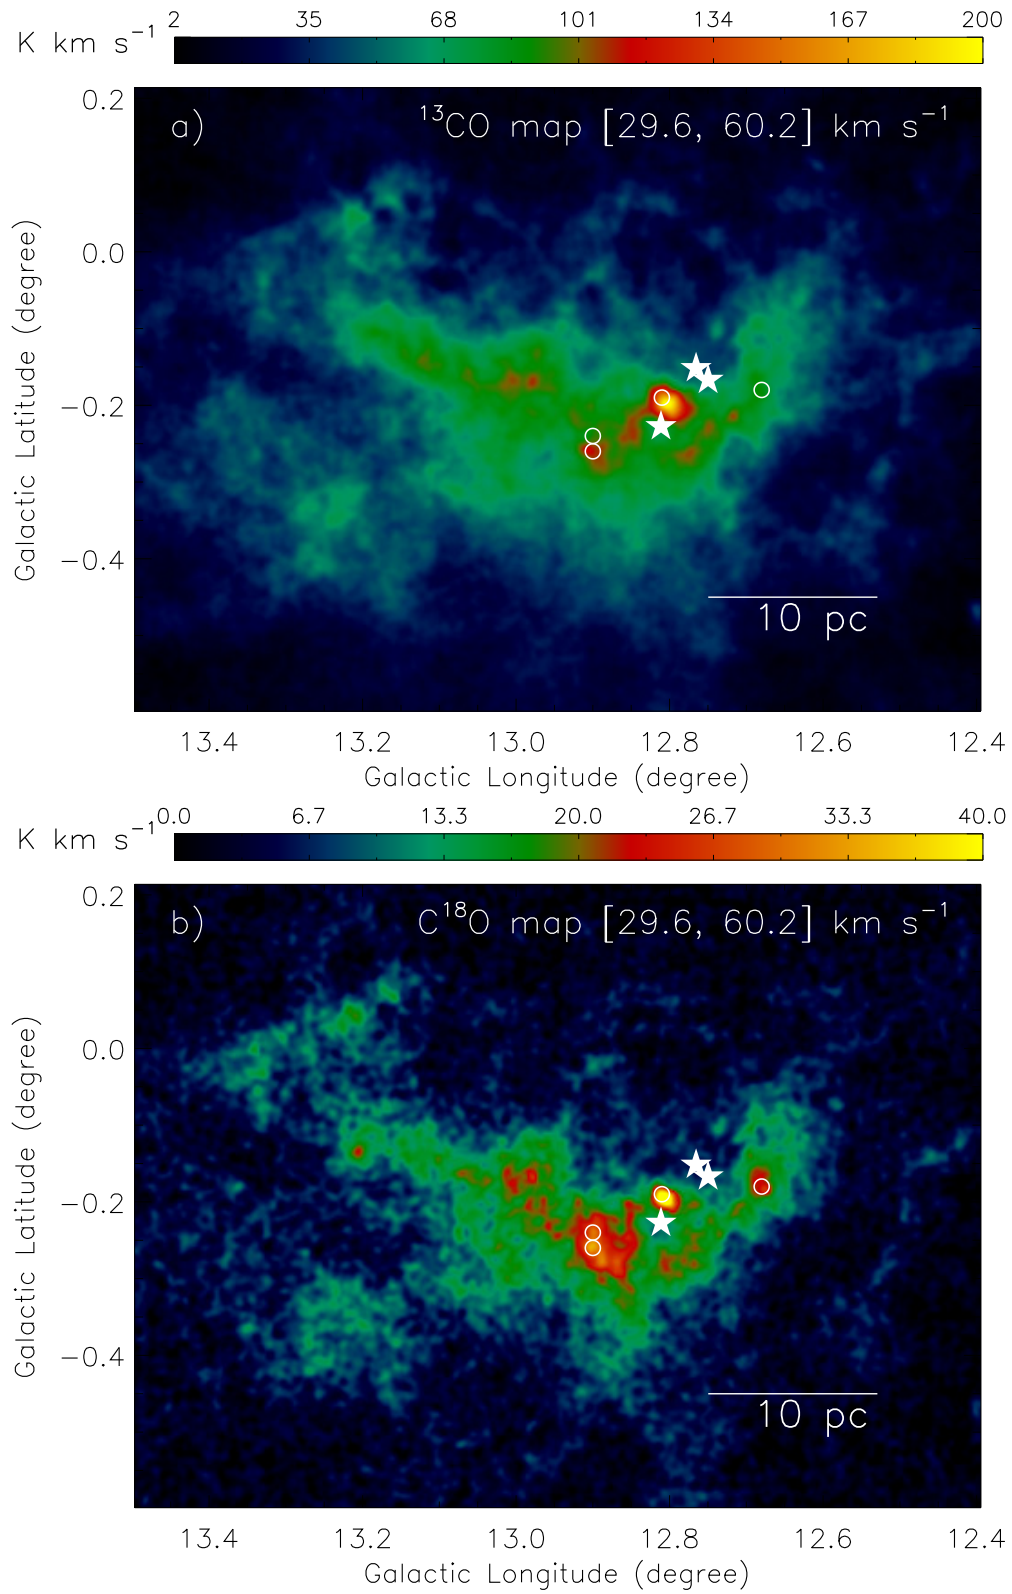 2 35 68 101 134 167 200
K km s⁻¹
a) ¹³CO map [29.6, 60.2] km s⁻¹
0.2
0.0
−0.2
−0.4
Galactic Latitude (degree)
10 pc
13.4 13.2 13.0 12.8 12.6 12.4
Galactic Longitude (degree)
0.0 6.7 13.3 20.0 26.7 33.3 40.0
K km s⁻¹
b) C¹⁸O map [29.6, 60.2] km s⁻¹
0.2
0.0
−0.2
−0.4
Galactic Latitude (degree)
10 pc
13.4 13.2 13.0 12.8 12.6 12.4
Galactic Longitude (degree)